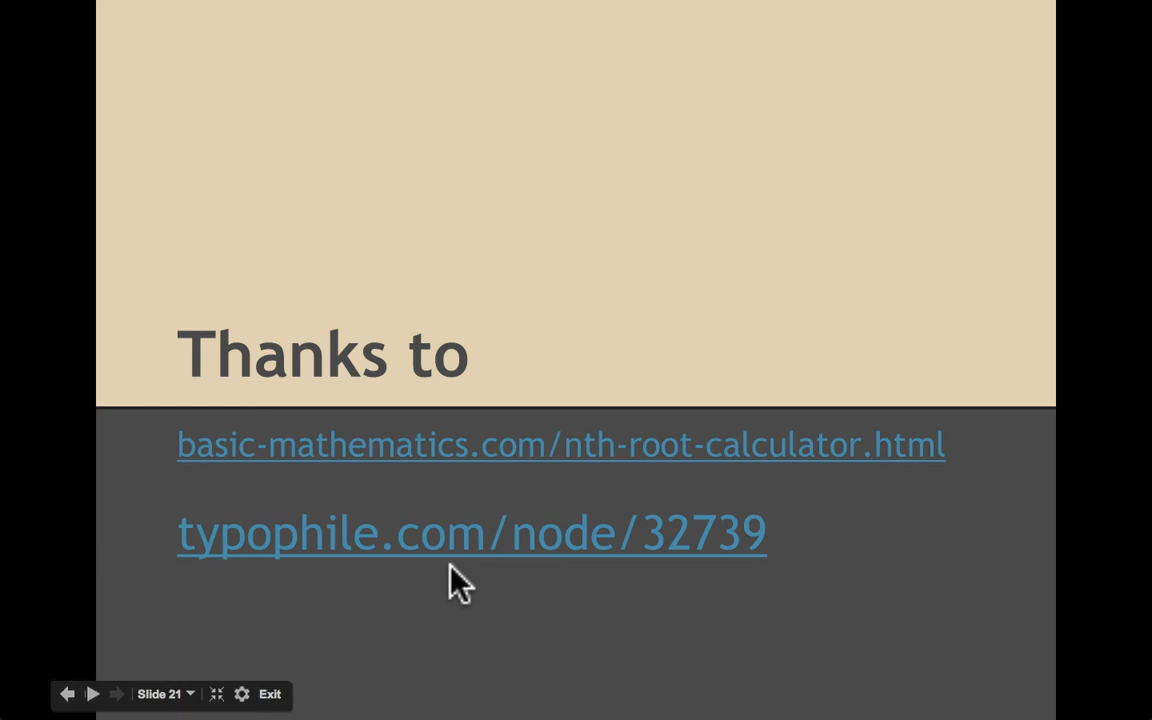 Thanks to
basic-mathematics.com/nth-root-calculator.html
typophile.com/node/32739
Slide 21
Exit